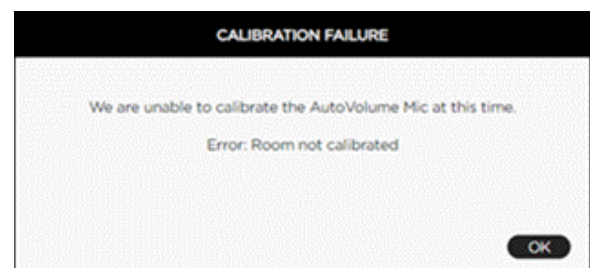 CALIBRATION FAILURE
We are unable to calibrate the AutoVolume Mic at this time.
Error: Room not calibrated
OK